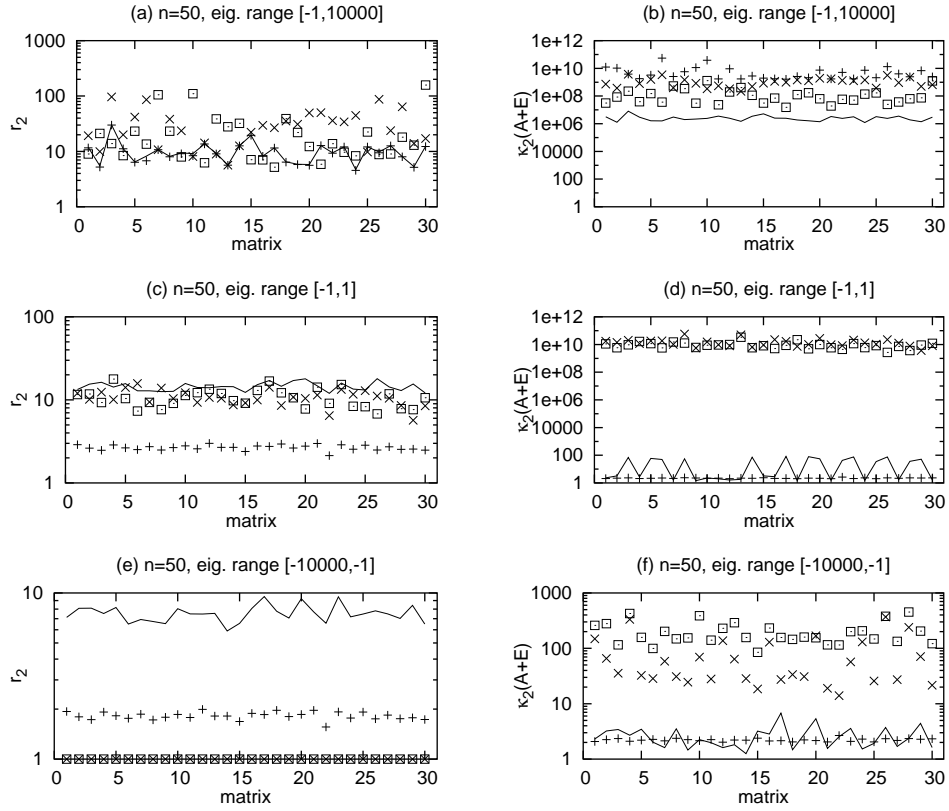 (a) n=50, eig. range [-1,10000]
1000
100
10
1
r2
0 5 10 15 20 25 30
matrix
(b) n=50, eig. range [-1,10000]
1e+12
1e+10
1e+08
1e+06
10000
100
1
κ2(A+E)
0 5 10 15 20 25 30
matrix
(c) n=50, eig. range [-1,1]
100
10
1
r2
0 5 10 15 20 25 30
matrix
(d) n=50, eig. range [-1,1]
1e+12
1e+10
1e+08
1e+06
10000
100
1
κ2(A+E)
0 5 10 15 20 25 30
matrix
(e) n=50, eig. range [-10000,-1]
10
1
r2
0 5 10 15 20 25 30
matrix
(f) n=50, eig. range [-10000,-1]
1000
100
10
1
κ2(A+E)
0 5 10 15 20 25 30
matrix